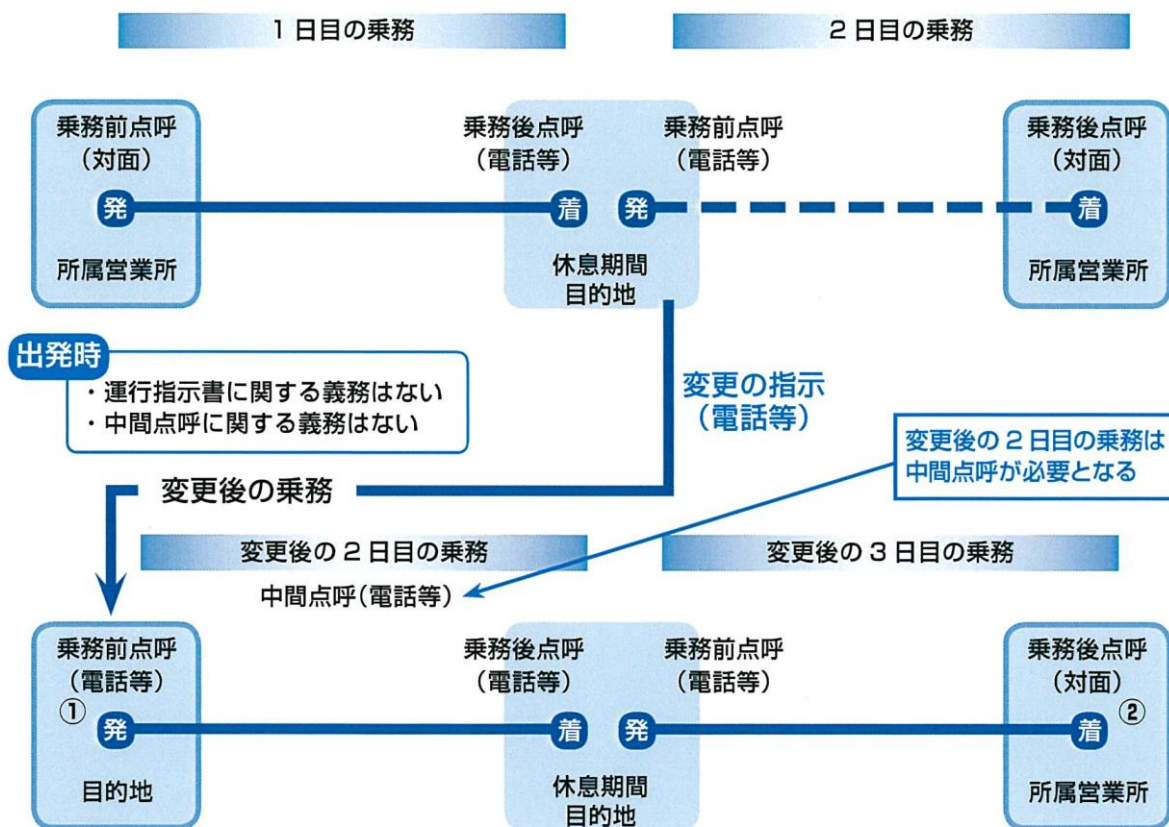 1日目の乗務
2日目の乗務
乗務前点呼
(対面)
発
所属営業所
乗務後点呼
(電話等)
着
乗務前点呼
(電話等)
発
休息期間
目的地
乗務後点呼
(対面)
着
所属営業所
出発時
・運行指示書に関する義務はない
・中間点呼に関する義務はない
変更の指示
(電話等)
変更後の2日目の乗務は
中間点呼が必要となる
変更後の乗務
変更後の2日目の乗務
中間点呼(電話等)
変更後の3日目の乗務
乗務前点呼
(電話等)
①
発
目的地
乗務後点呼
(電話等)
着
乗務前点呼
(電話等)
発
休息期間
目的地
乗務後点呼
(対面)
②
着
所属営業所